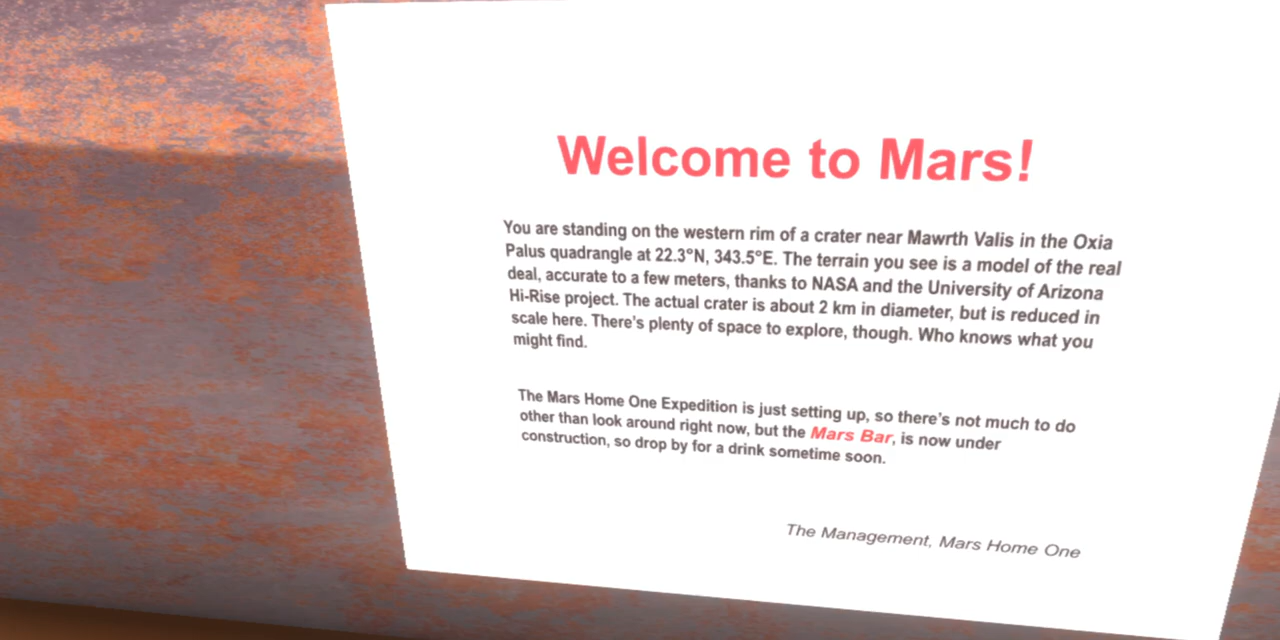 Welcome to Mars!
You are standing on the western rim of a crater near Mawrth Valis in the Oxia
Palus quadrangle at 22.3°N, 343.5°E. The terrain you see is a model of the real
deal, accurate to a few meters, thanks to NASA and the University of Arizona
Hi-Rise project. The actual crater is about 2 km in diameter, but is reduced in
scale here. There's plenty of space to explore, though. Who knows what you
might find.
The Mars Home One Expedition is just setting up, so there's not much to do
other than look around right now, but the Mars Bar, is now under
construction, so drop by for a drink sometime soon.
The Management, Mars Home One